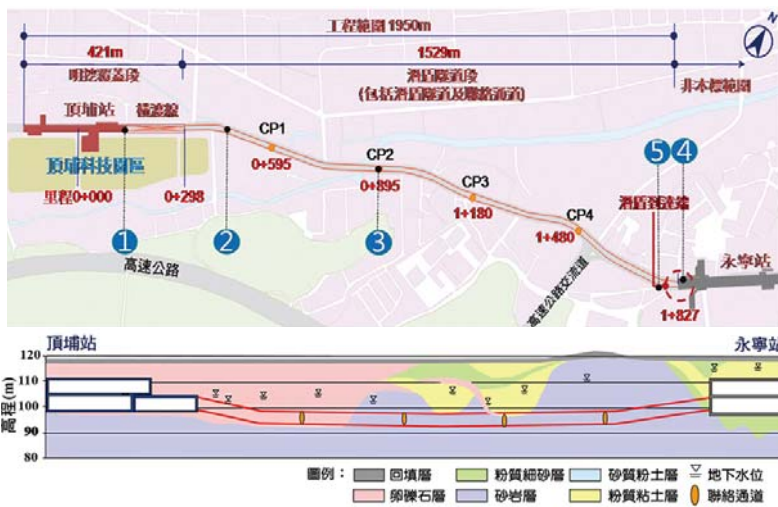 工程範圍1950m
N
421m
1529m
明挖覆蓋段
潛盾隧道段
(包括潛盾隧道及聯絡通道)
非本標範圍
頂埔站
橫渡線
CP1
CP2
CP3
CP4
頂埔科技園區
里程0+000
0+298
0+595
0+895
1+180
1+480
潛盾到達端
5
4
永寧站
1
2
3
高速公路
高速公路交流道
1+827
頂埔站
永寧站
高程(m)
120
110
100
90
80
圖例：
回填層
粉質細砂層
砂質粉土層
地下水位
卵礫石層
砂岩層
粉質粘土層
聯絡通道